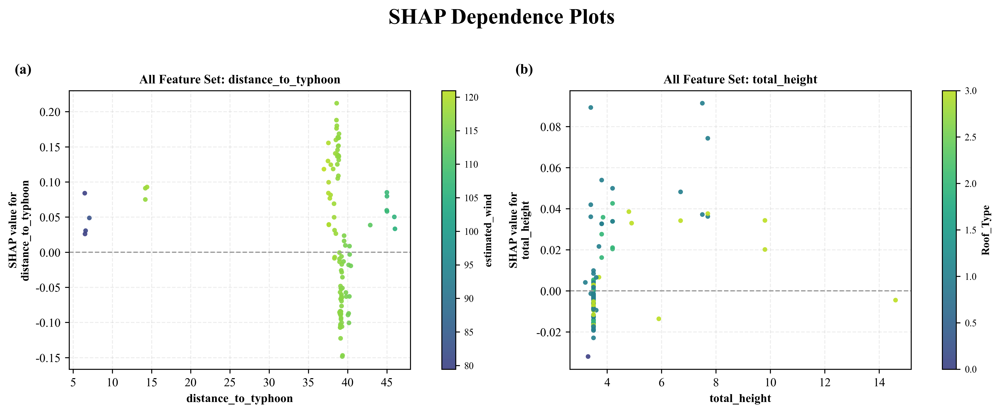 SHAP Dependence Plots
(a)
All Feature Set: distance_to_typhoon
SHAP value for
distance_to_typhoon
0.20
0.15
0.10
0.05
0.00
-0.05
-0.10
-0.15
5 10 15 20 25 30 35 40 45
distance_to_typhoon
120
115
110
105
100
95
90
85
80
estimated_wind
(b)
All Feature Set: total_height
SHAP value for
total_height
0.08
0.06
0.04
0.02
0.00
-0.02
4 6 8 10 12 14
total_height
3.0
2.5
2.0
1.5
1.0
0.5
0.0
Roof_Type